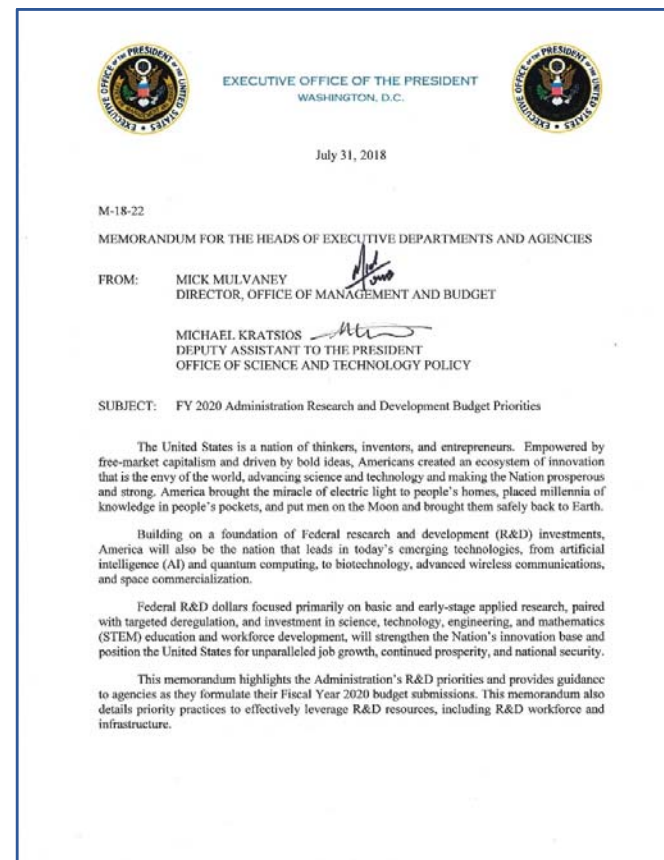 EXECUTIVE OFFICE OF THE PRESIDENT
WASHINGTON, D.C.
July 31, 2018
M-18-22
MEMORANDUM FOR THE HEADS OF EXECUTIVE DEPARTMENTS AND AGENCIES
FROM: MICK MULVANEY
DIRECTOR, OFFICE OF MANAGEMENT AND BUDGET
MICHAEL KRATSIOS
DEPUTY ASSISTANT TO THE PRESIDENT
OFFICE OF SCIENCE AND TECHNOLOGY POLICY
SUBJECT: FY 2020 Administration Research and Development Budget Priorities
The United States is a nation of thinkers, inventors, and entrepreneurs. Empowered by
free-market capitalism and driven by bold ideas, Americans created an ecosystem of innovation
that is the envy of the world, advancing science and technology and making the Nation prosperous
and strong. America brought the miracle of electric light to people's homes, placed millennia of
knowledge in people's pockets, and put men on the Moon and brought them safely back to Earth.
Building on a foundation of Federal research and development (R&D) investments,
America will also be the nation that leads in today's emerging technologies, from artificial
intelligence (AI) and quantum computing, to biotechnology, advanced wireless communications,
and space commercialization.
Federal R&D dollars focused primarily on basic and early-stage applied research, paired
with targeted deregulation, and investment in science, technology, engineering, and mathematics
(STEM) education and workforce development, will strengthen the Nation's innovation base and
position the United States for unparalleled job growth, continued prosperity, and national security.
This memorandum highlights the Administration's R&D priorities and provides guidance
to agencies as they formulate their Fiscal Year 2020 budget submissions. This memorandum also
details priority practices to effectively leverage R&D resources, including R&D workforce and
infrastructure.